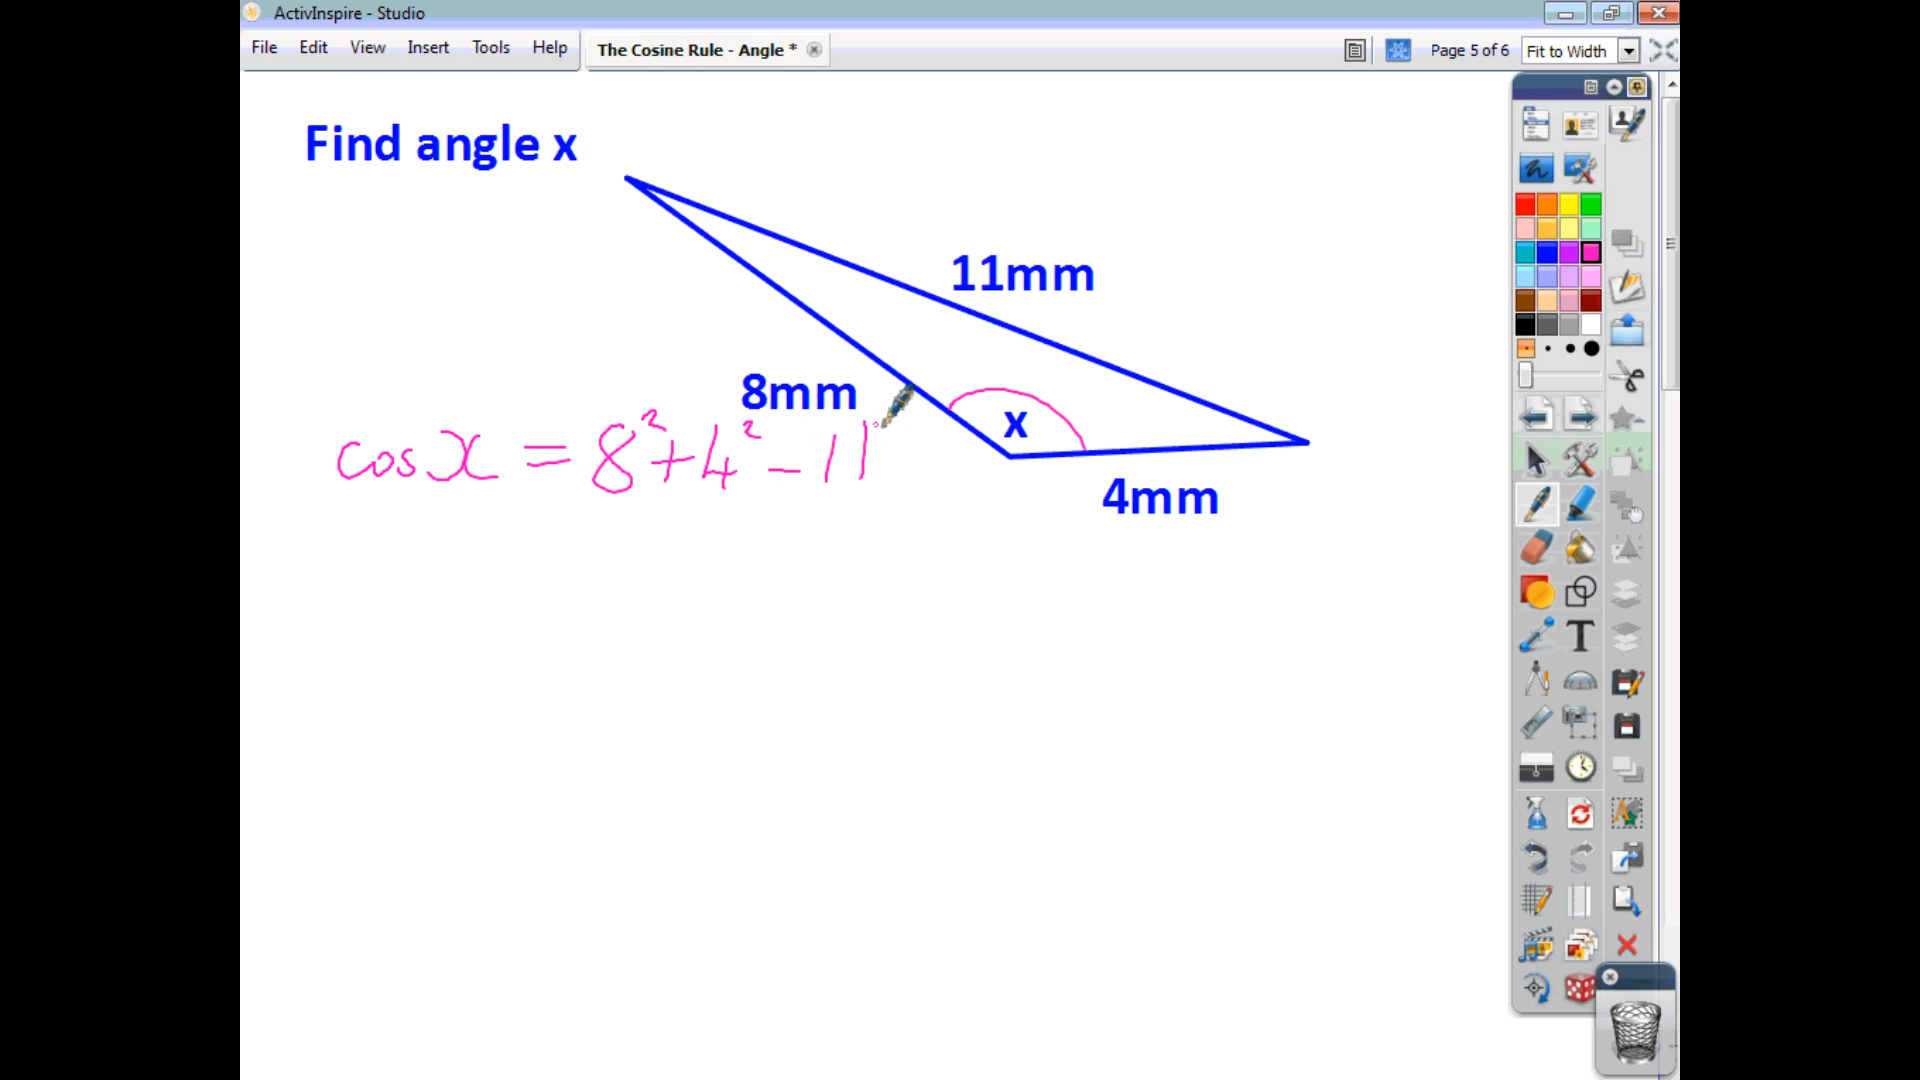 ActivInspire - Studio
File Edit View Insert Tools Help
The Cosine Rule - Angle *
Page 5 of 6
Fit to Width
Find angle x
11mm
8mm
x
cos x = 8² + 4² - 11
4mm